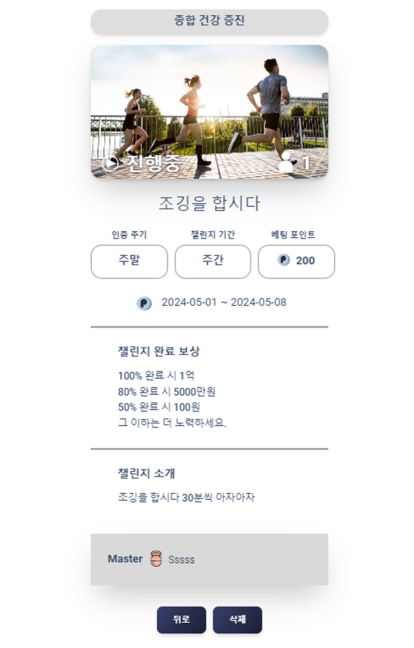 종합 건강 증진
진행중 1
조깅을 합시다
인증 주기 챌린지 기간 베팅 포인트
주말 주간 P 200
P 2024-05-01 ~ 2024-05-08
챌린지 완료 보상
100% 완료 시 1억
80% 완료 시 5000만원
50% 완료 시 100원
그 이하는 더 노력하세요.
챌린지 소개
조깅을 합시다 30분씩 아자아자
Master Sssss
뒤로 삭제